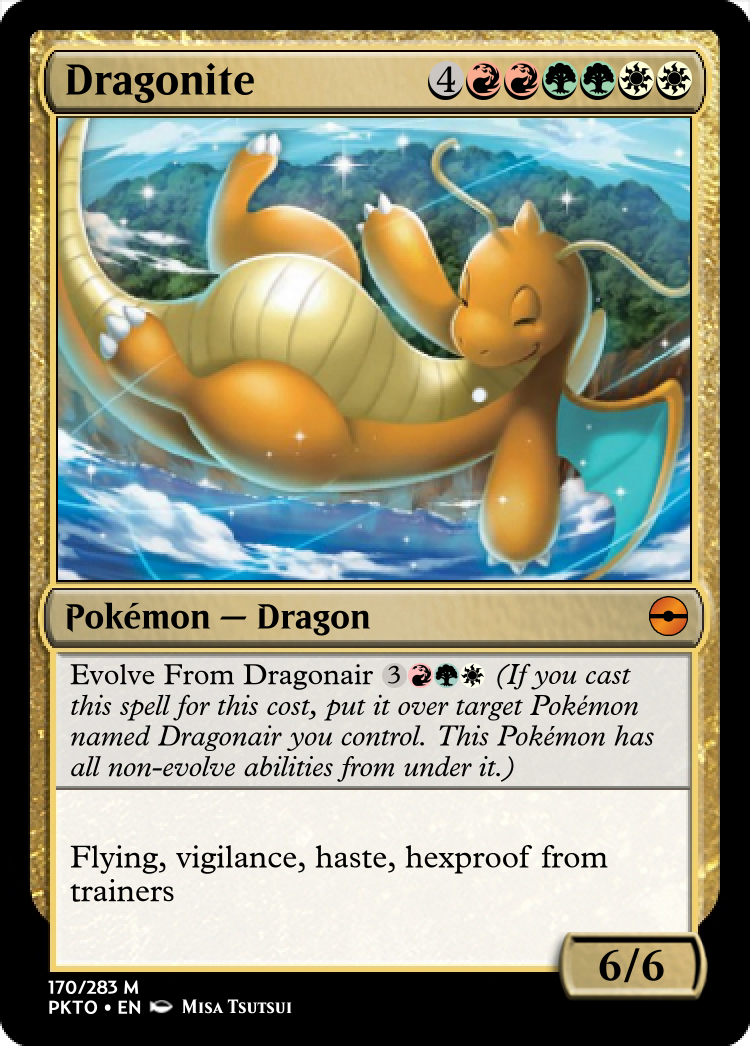 Dragonite 4
Pokémon — Dragon
Evolve From Dragonair 3 (If you cast
this spell for this cost, put it over target Pokémon
named Dragonair you control. This Pokémon has
all non-evolve abilities from under it.)
Flying, vigilance, haste, hexproof from
trainers
6/6
170/283 M
PKTO • EN Misa Tsutsui